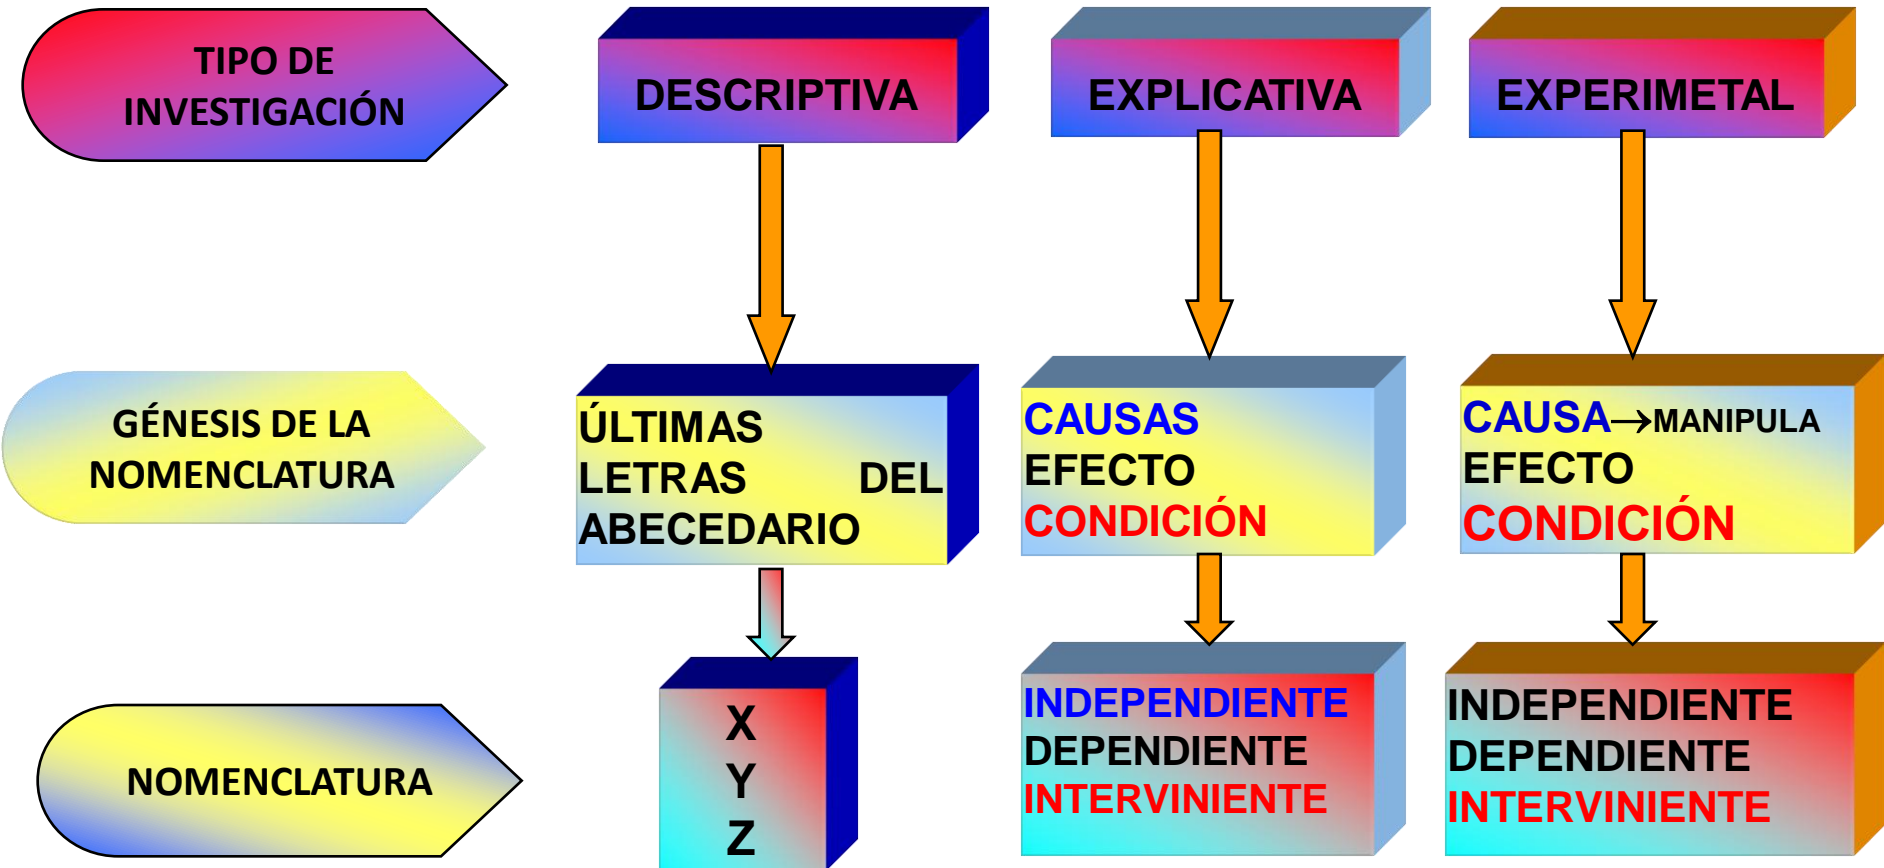 TIPO DE
INVESTIGACIÓN
DESCRIPTIVA
EXPLICATIVA
EXPERIMETAL
GÉNESIS DE LA
NOMENCLATURA
ÚLTIMAS
LETRAS DEL
ABECEDARIO
CAUSAS
EFECTO
CONDICIÓN
CAUSA→MANIPULA
EFECTO
CONDICIÓN
NOMENCLATURA
X
Y
Z
INDEPENDIENTE
DEPENDIENTE
INTERVINIENTE
INDEPENDIENTE
DEPENDIENTE
INTERVINIENTE